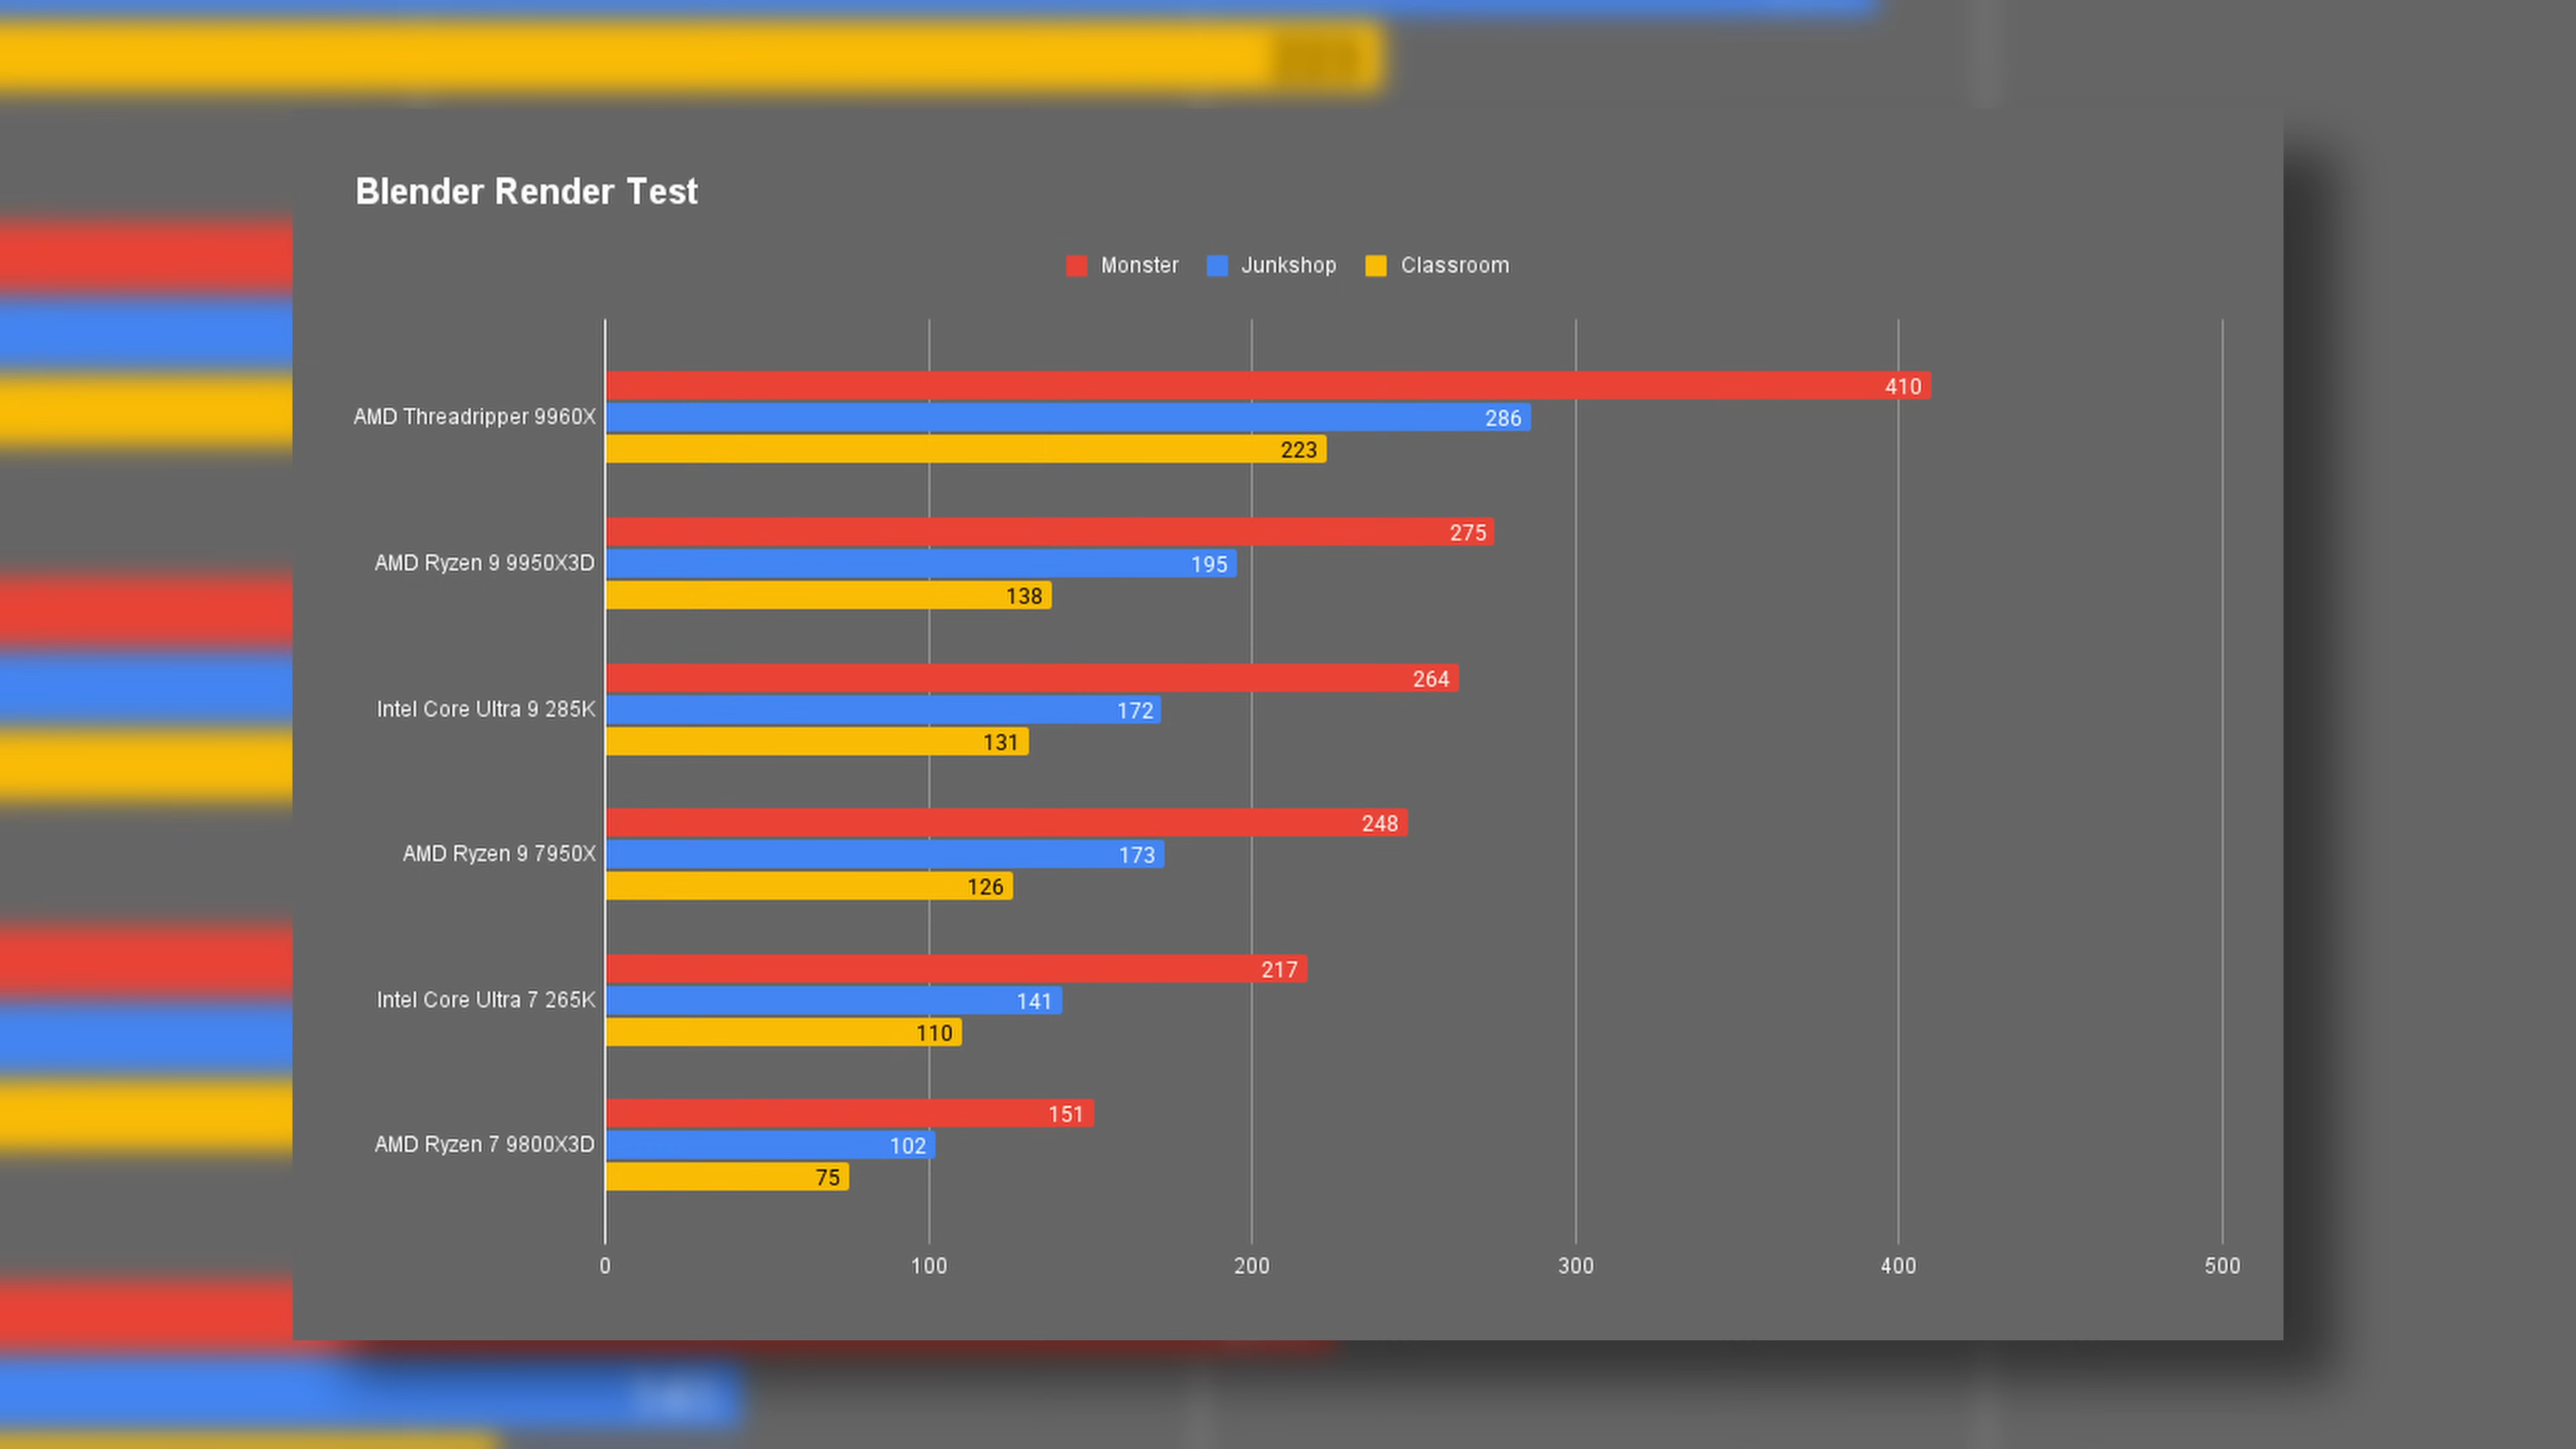 Blender Render Test
Monster Junkshop Classroom
AMD Threadripper 9960X
410
286
223
AMD Ryzen 9 9950X3D
275
195
138
Intel Core Ultra 9 285K
264
172
131
AMD Ryzen 9 7950X
248
173
126
Intel Core Ultra 7 265K
217
141
110
AMD Ryzen 7 9800X3D
151
102
75
0 100 200 300 400 500